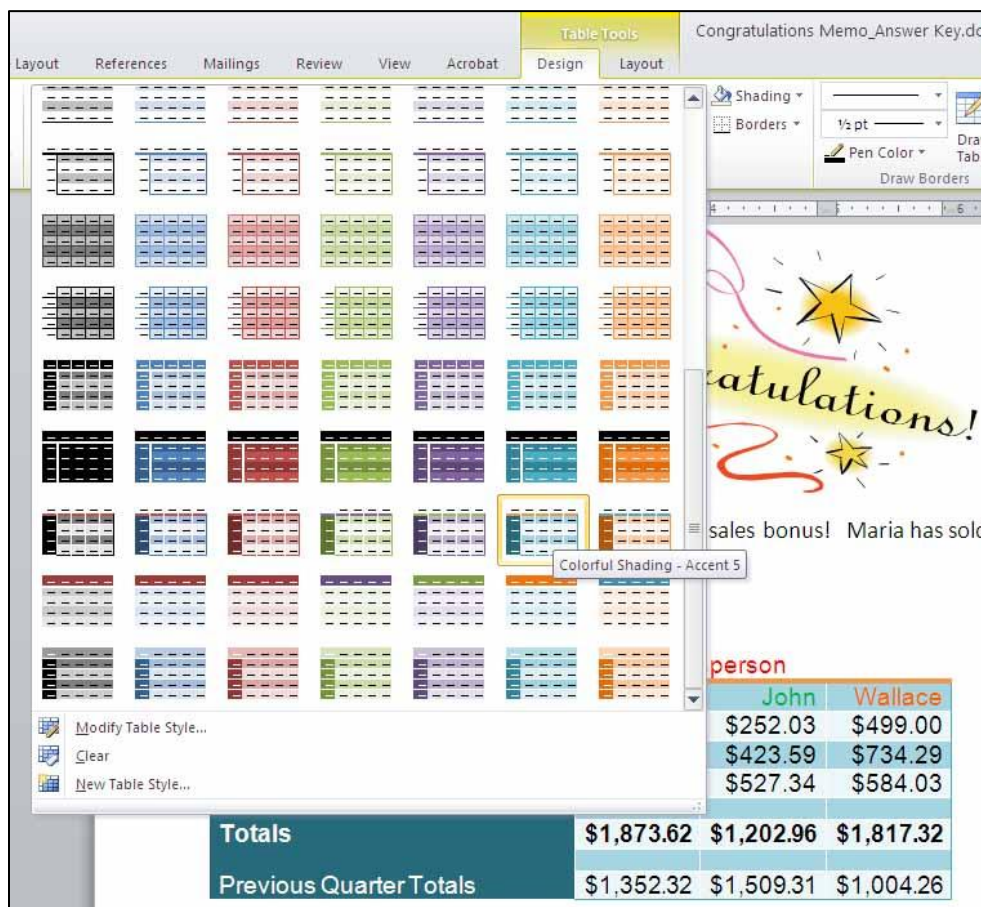 Table Tools
Congratulations Memo_Answer Key.do
Layout References Mailings Review View Acrobat Design Layout
Shading
Borders
½ pt
Pen Color
Dra
Tab
Draw Borders
4 5 6
ratulations!
sales bonus! Maria has sold
Colorful Shading - Accent 5
person
John Wallace
$252.03 $499.00
$423.59 $734.29
$527.34 $584.03
Modify Table Style...
Clear
New Table Style...
Totals $1,873.62 $1,202.96 $1,817.32
Previous Quarter Totals $1,352.32 $1,509.31 $1,004.26